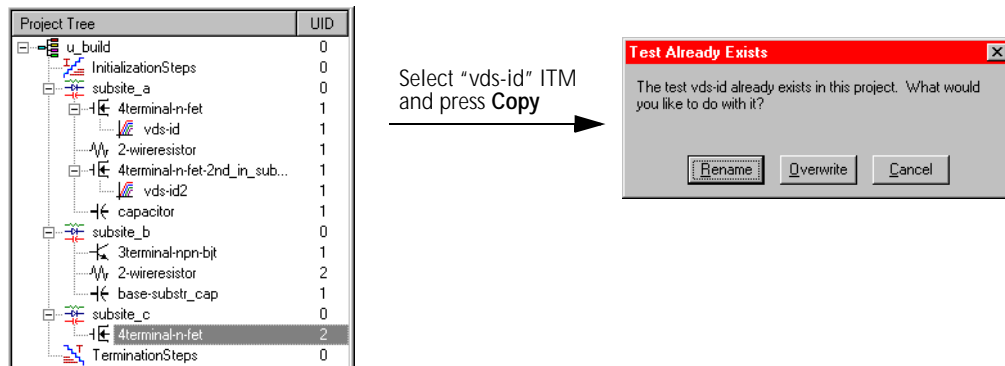 Project Tree UID
u_build 0
InitializationSteps 0
subsite_a 0
4terminal-n-fet 1
vds-id 1
2-wireresistor 1
4terminal-n-fet-2nd_in_sub... 1
vds-id2 1
capacitor 1
subsite_b 0
3terminal-npn-bjt 1
2-wireresistor 2
base-substr_cap 1
subsite_c 0
4terminal-n-fet 2
TerminationSteps 0
Select “vds-id” ITM
and press Copy
Test Already Exists
The test vds-id already exists in this project. What would
you like to do with it?
Rename Overwrite Cancel